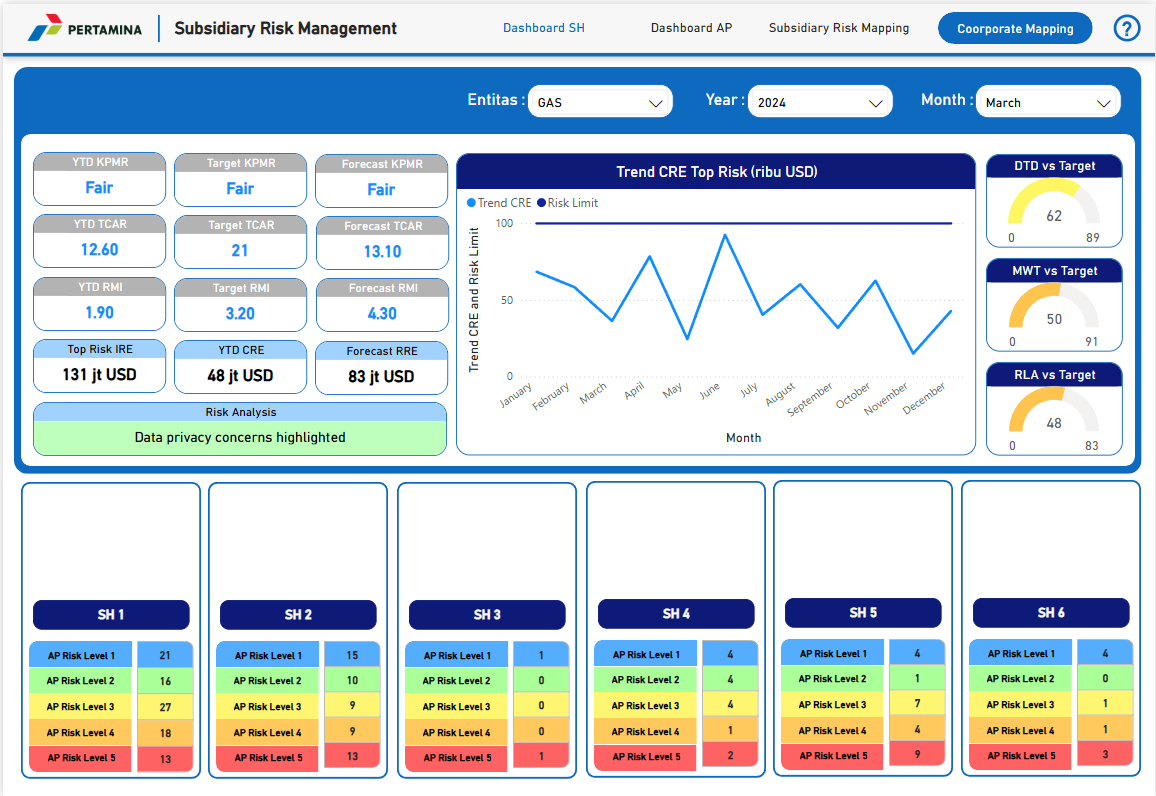 PERTAMINA
Subsidiary Risk Management
Dashboard SH
Dashboard AP
Subsidiary Risk Mapping
Coorporate Mapping
?
Entitas :
GAS
Year :
2024
Month :
March
YTD KPMR
Fair
Target KPMR
Fair
Forecast KPMR
Fair
YTD TCAR
12.60
Target TCAR
21
Forecast TCAR
13.10
YTD RMI
1.90
Target RMI
3.20
Forecast RMI
4.30
Top Risk IRE
131 jt USD
YTD CRE
48 jt USD
Forecast RRE
83 jt USD
Risk Analysis
Data privacy concerns highlighted
Trend CRE Top Risk (ribu USD)
Trend CRE
Risk Limit
Trend CRE and Risk Limit
100
50
0
January
February
March
April
May
June
July
August
September
October
November
December
Month
DTD vs Target
62
0
89
MWT vs Target
50
0
91
RLA vs Target
48
0
83
SH 1
AP Risk Level 1 21
AP Risk Level 2 16
AP Risk Level 3 27
AP Risk Level 4 18
AP Risk Level 5 13
SH 2
AP Risk Level 1 15
AP Risk Level 2 10
AP Risk Level 3 9
AP Risk Level 4 9
AP Risk Level 5 13
SH 3
AP Risk Level 1 1
AP Risk Level 2 0
AP Risk Level 3 0
AP Risk Level 4 0
AP Risk Level 5 1
SH 4
AP Risk Level 1 4
AP Risk Level 2 4
AP Risk Level 3 4
AP Risk Level 4 1
AP Risk Level 5 2
SH 5
AP Risk Level 1 4
AP Risk Level 2 1
AP Risk Level 3 7
AP Risk Level 4 4
AP Risk Level 5 9
SH 6
AP Risk Level 1 4
AP Risk Level 2 0
AP Risk Level 3 1
AP Risk Level 4 1
AP Risk Level 5 3